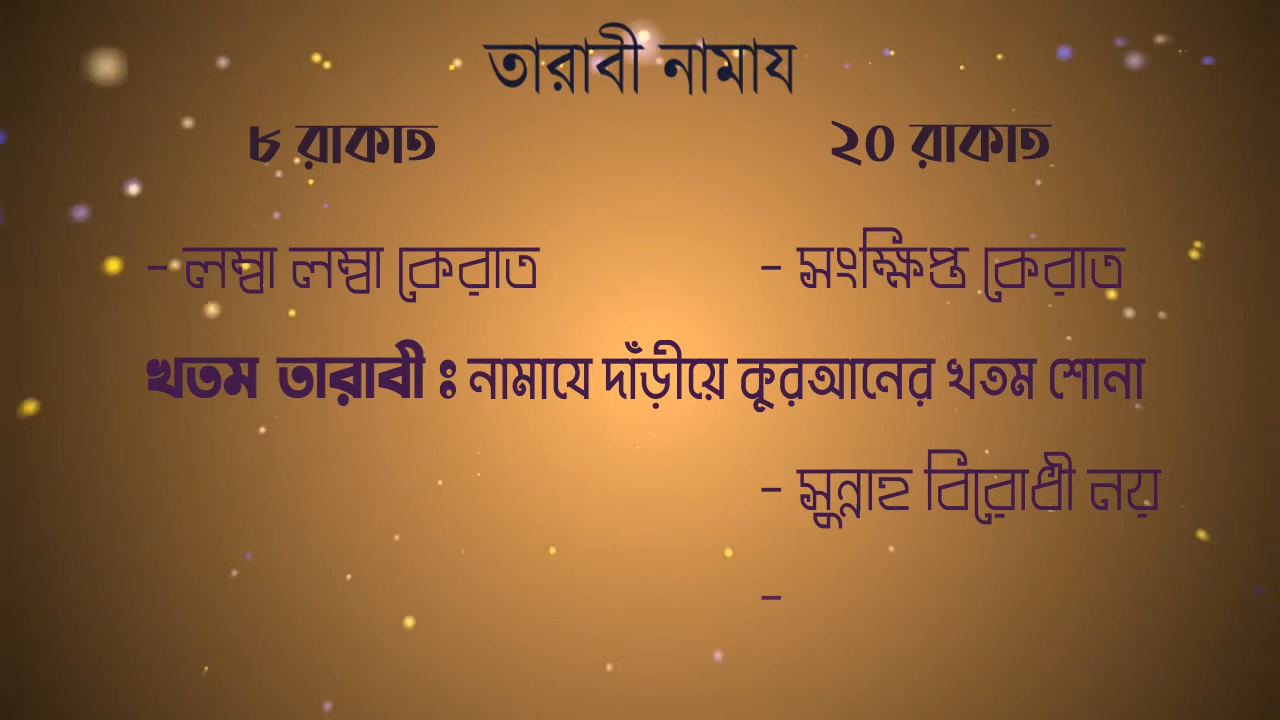 তারাবী নামায
৮ রাকাত ২০ রাকাত
- লম্বা লম্বা কেরাত - সংক্ষিপ্ত কেরাত
খতম তারাবী : নামাযে দাঁড়ীয়ে কুরআনের খতম শোনা
- সুন্নাহ বিরোধী নয়
-